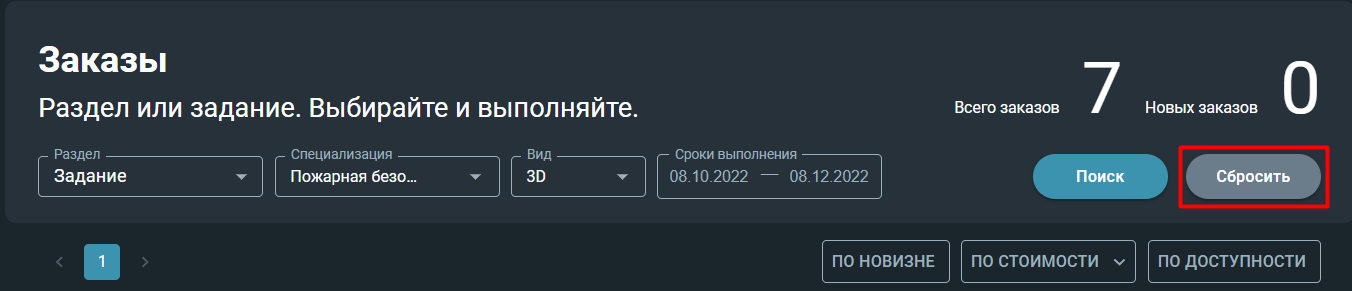 Заказы
Раздел или задание. Выбирайте и выполняйте.
Всего заказов 7 Новых заказов 0
Раздел Специализация Вид Сроки выполнения
Задание Пожарная безо... 3D 08.10.2022 — 08.12.2022 Поиск Сбросить
< 1 > ПО НОВИЗНЕ ПО СТОИМОСТИ ПО ДОСТУПНОСТИ